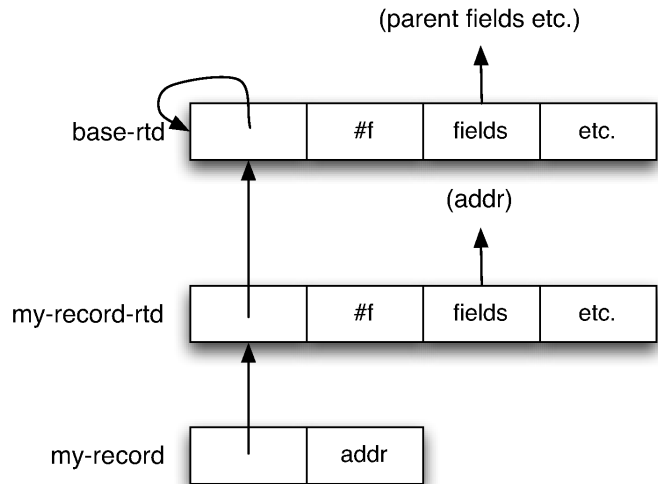 (parent fields etc.)
base-rtd #f fields etc.
(addr)
my-record-rtd #f fields etc.
my-record addr